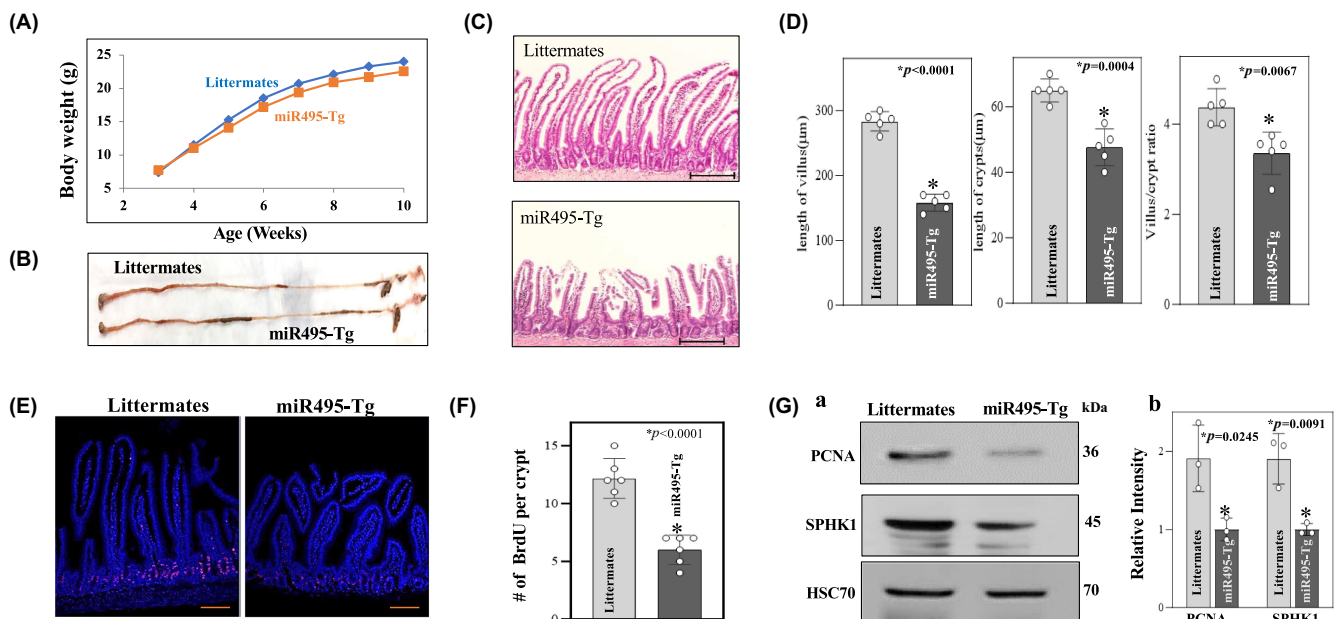 (A)
Body weight (g)
25
20
15
10
5
Littermates
miR495-Tg
2
4
6
8
10
Age (Weeks)
(B)
Littermates
miR495-Tg
(C)
Littermates
miR495-Tg
(D)
length of villus(μm)
300
200
100
0
*p<0.0001
*
Littermates
miR495-Tg
length of crypts(μm)
60
40
20
0
*p=0.0004
*
Littermates
miR495-Tg
Villus/crypt ratio
4
2
0
*p=0.0067
*
Littermates
miR495-Tg
(E)
Littermates
miR495-Tg
(F)
# of BrdU per crypt
15
10
5
0
*p<0.0001
*
Littermates
miR495-Tg
(G)
a
Littermates
miR495-Tg
kDa
PCNA
36
SPHK1
45
HSC70
70
b
Relative Intensity
2
1
0
*p=0.0245
*p=0.0091
*
*
Littermates
miR495-Tg
Littermates
miR495-Tg
PCNA
SPHK1